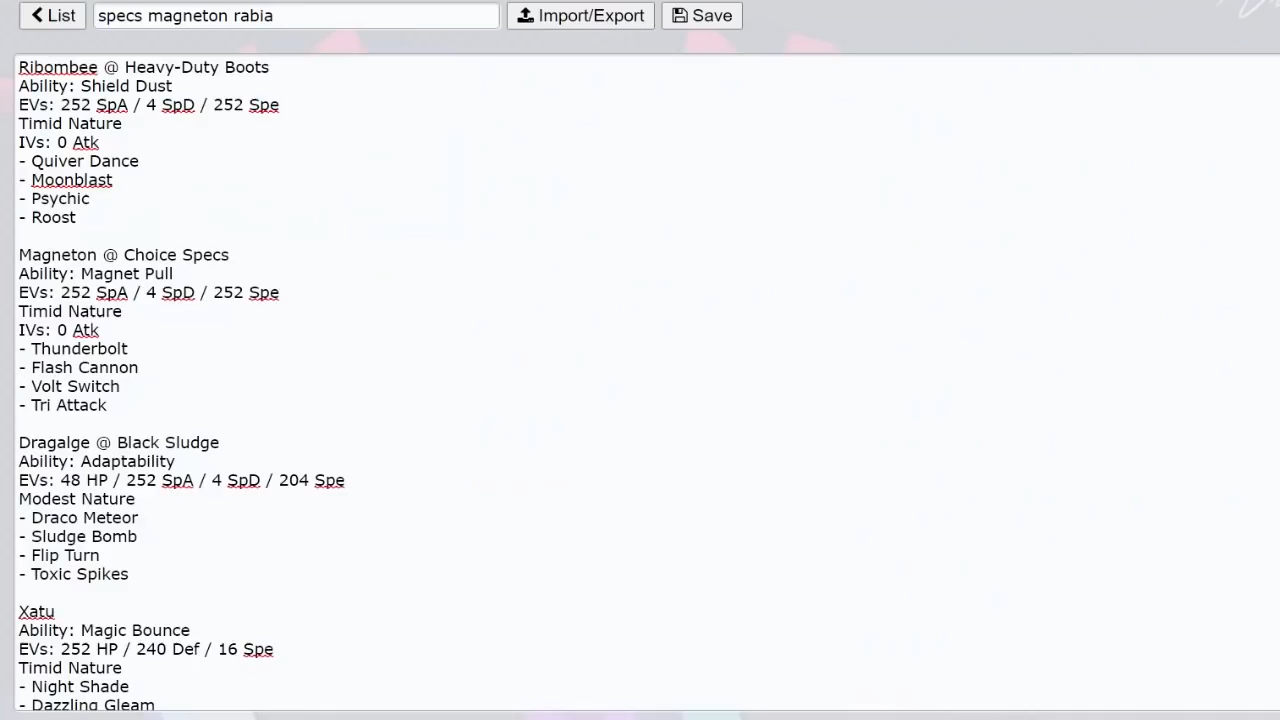 List
specs magneton rabia
Import/Export
Save
Ribombee @ Heavy-Duty Boots
Ability: Shield Dust
EVs: 252 SpA / 4 SpD / 252 Spe
Timid Nature
IVs: 0 Atk
- Quiver Dance
- Moonblast
- Psychic
- Roost
Magneton @ Choice Specs
Ability: Magnet Pull
EVs: 252 SpA / 4 SpD / 252 Spe
Timid Nature
IVs: 0 Atk
- Thunderbolt
- Flash Cannon
- Volt Switch
- Tri Attack
Dragalge @ Black Sludge
Ability: Adaptability
EVs: 48 HP / 252 SpA / 4 SpD / 204 Spe
Modest Nature
- Draco Meteor
- Sludge Bomb
- Flip Turn
- Toxic Spikes
Xatu
Ability: Magic Bounce
EVs: 252 HP / 240 Def / 16 Spe
Timid Nature
- Night Shade
- Dazzling Gleam